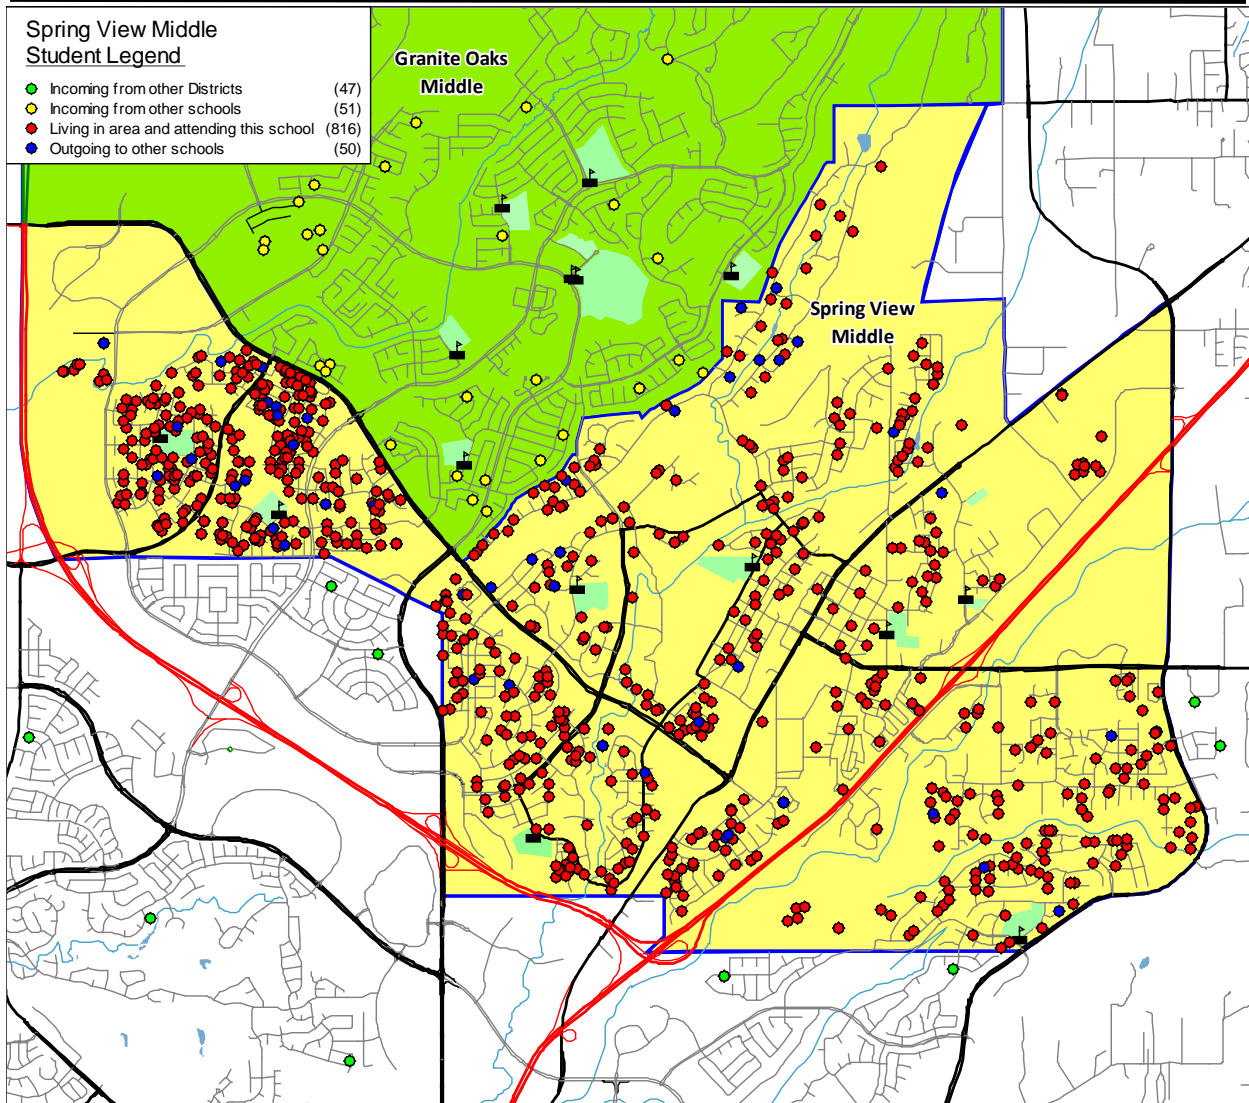 Spring View Middle
Student Legend
Incoming from other Districts (47)
Incoming from other schools (51)
Living in area and attending this school (816)
Outgoing to other schools (50)
Granite Oaks
Middle
Spring View
Middle